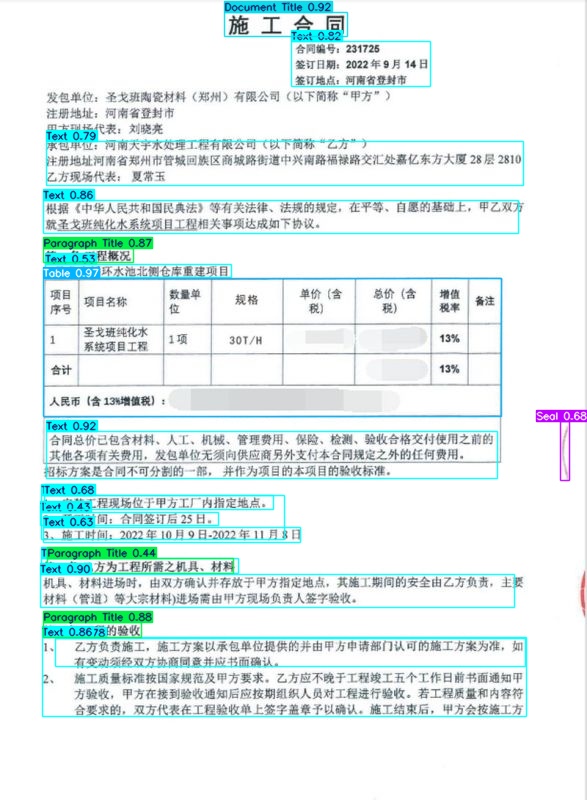 Document Title 0.92
施工合同
Text 0.82
合同编号：231725
签订日期：2022年9月14日
签订地点：河南省登封市
发包单位：圣戈班陶瓷材料（郑州）有限公司（以下简称“甲方”）
注册地址：河南省登封市
甲方现场代表：刘晓亮
Text 0.79
承包单位：河南天宇水处理工程有限公司（以下简称“乙方”）
注册地址河南省郑州市管城回族区商城路街道中兴南路福禄路交汇处嘉亿东方大厦28层2810
乙方现场代表： 夏常玉
Text 0.86
根据《中华人民共和国民典法》等有关法律、法规的规定，在平等、自愿的基础上，甲乙双方
就圣戈班纯化水系统项目工程相关事项达成如下协议。
Paragraph Title 0.87
程概况
Text 0.53
Table 0.97
环水池北侧仓库重建项目
项目序号 项目名称 数量单位 规格 单价（含税） 总价（含税） 增值税率 备注
1 圣戈班纯化水系统项目工程 1项 30T/H 13%
合计 13%
人民币（含13%增值税）：
Text 0.92
合同总价已包含材料、人工、机械、管理费用、保险、检测、验收合格交付使用之前的
其他各项有关费用，发包单位无须向供应商另外支付本合同规定之外的任何费用。
Seal 0.68
招标方案是合同不可分割的一部，并作为项目的本项目的验收标准。
Text 0.68
工程现场位于甲方工厂内指定地点。
Text 0.43
时间：合同签订后25日。
Text 0.63
3、施工时间：2022年10月9日-2022年11月8日
Paragraph Title 0.44
方为工程所需之机具、材料
Text 0.90
机具、材料进场时，由双方确认并存放于甲方指定地点，其施工期间的安全由乙方负责，主要
材料（管道）等大宗材料)进场需由甲方现场负责人签字验收。
Paragraph Title 0.88
程的验收
Text 0.86
1、 乙方负责施工，施工方案以承包单位提供的并由甲方申请部门认可的施工方案为准，如
有变动须经双方协商同意并应书面确认。
2、 施工质量标准按国家规范及甲方要求。乙方应不晚于工程竣工五个工作日前书面通知甲
方验收，甲方在接到验收通知后应按期组织人员对工程进行验收。若工程质量和内容符
合要求的，双方代表在工程验收单上签字盖章予以确认。施工结束后，甲方会按施工方